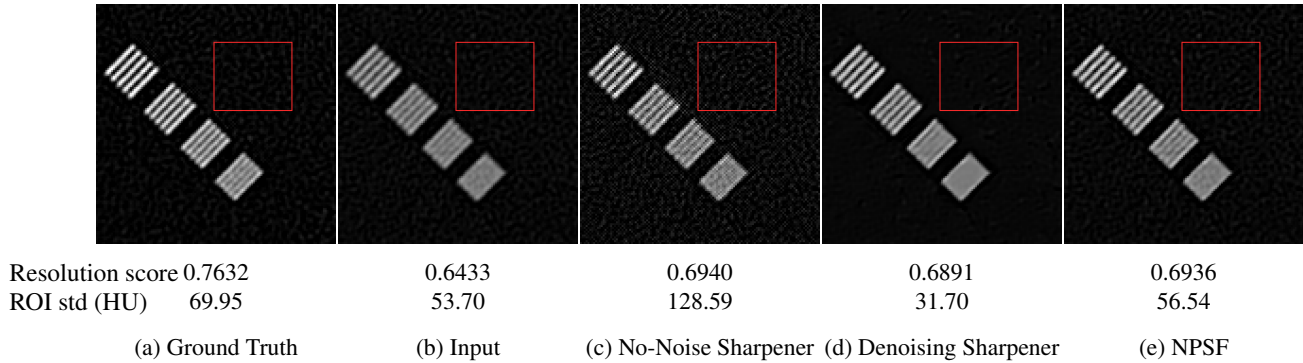 Resolution score 0.7632 0.6433 0.6940 0.6891 0.6936
ROI std (HU) 69.95 53.70 128.59 31.70 56.54
(a) Ground Truth (b) Input (c) No-Noise Sharpener (d) Denoising Sharpener (e) NPSF